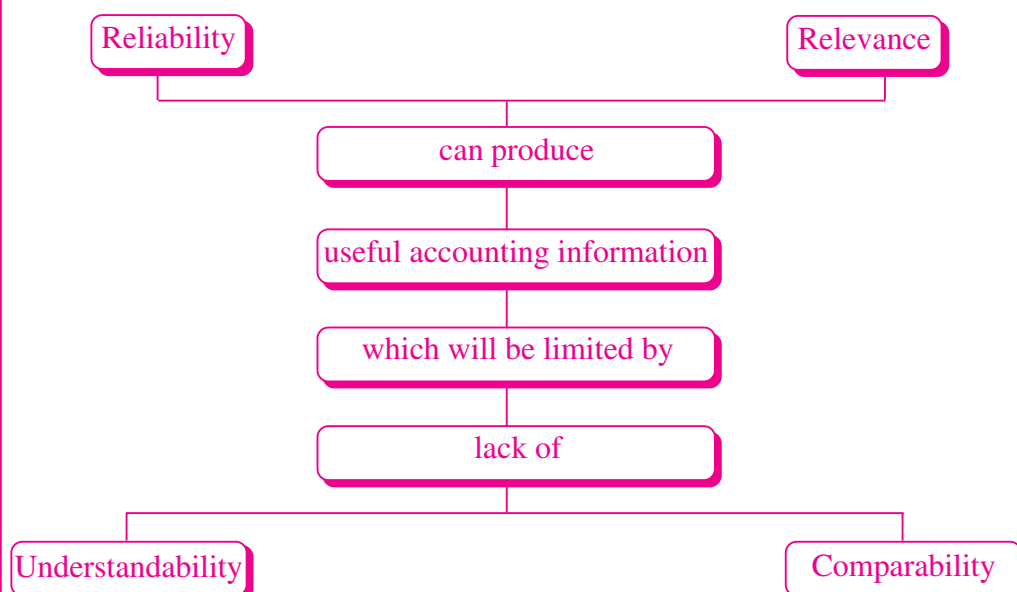 Reliability
Relevance
can produce
useful accounting information
which will be limited by
lack of
Understandability
Comparability